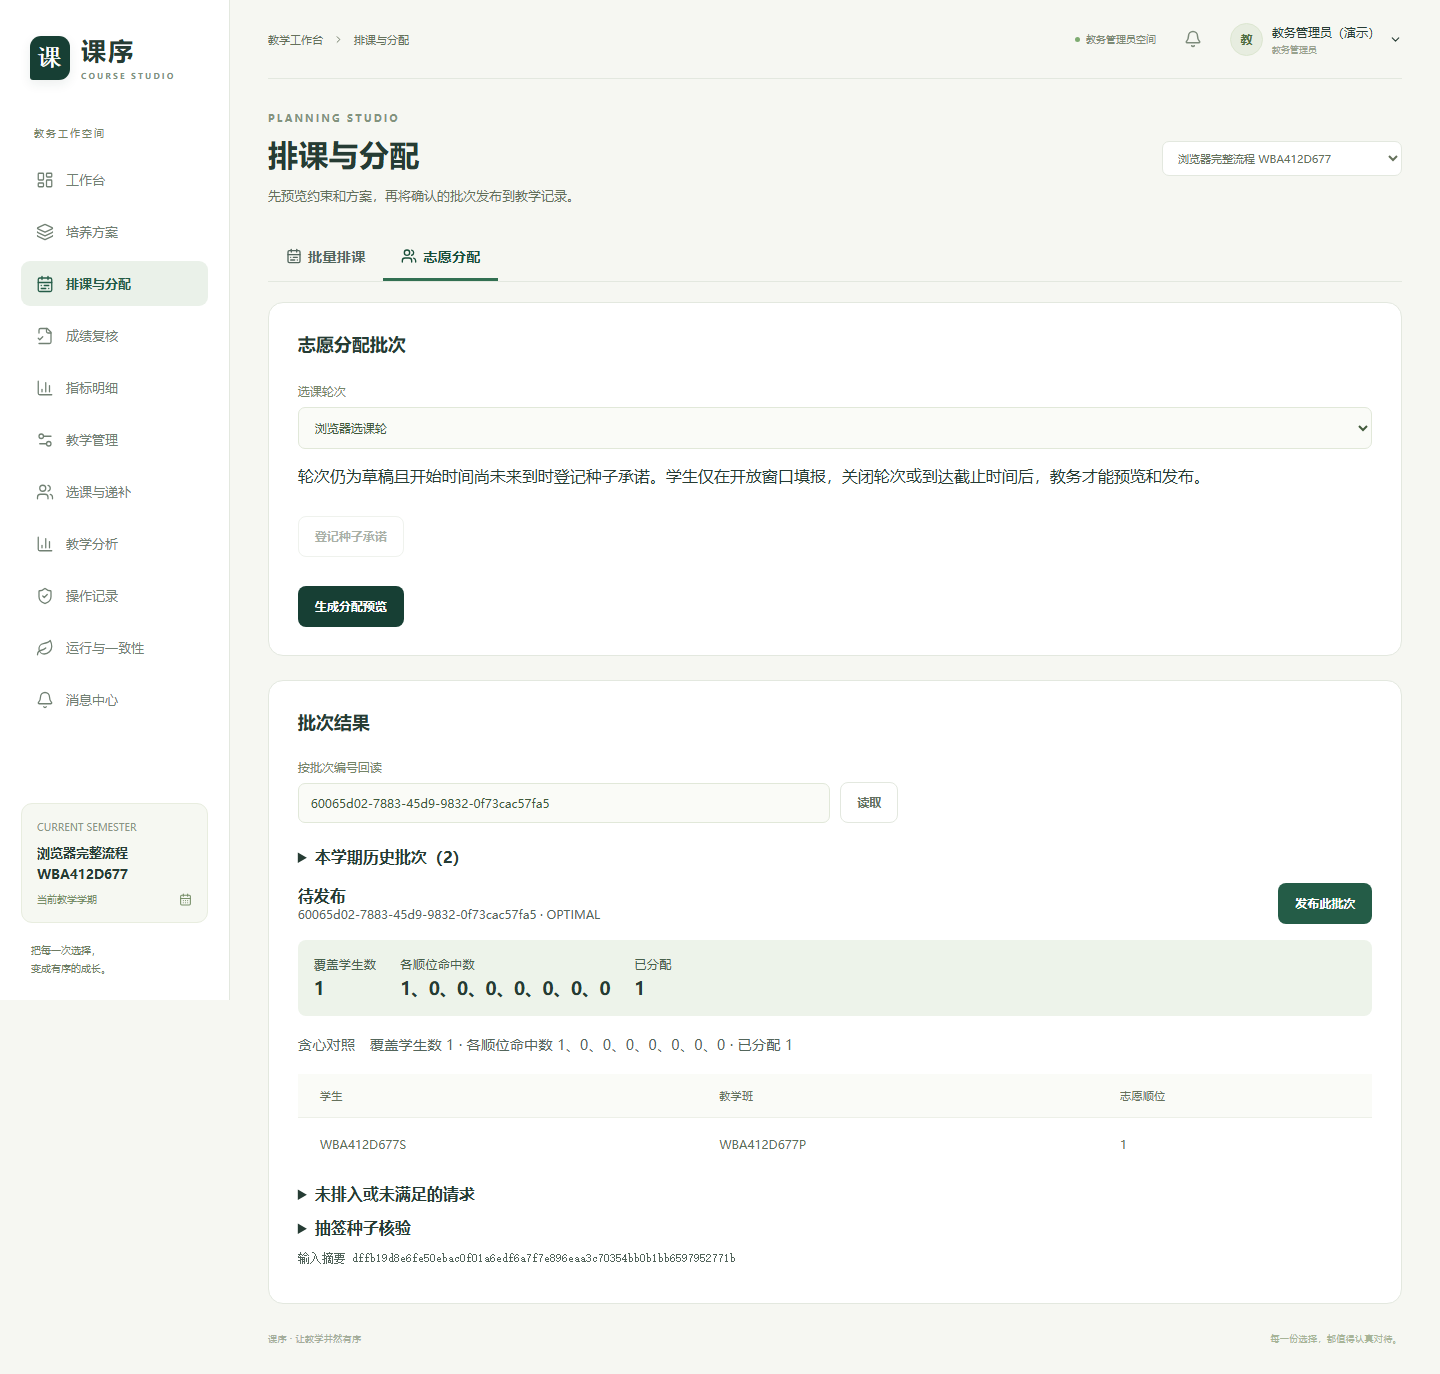 课
课序
COURSE STUDIO
教务工作空间
工作台
培养方案
排课与分配
成绩复核
指标明细
教学管理
选课与递补
教学分析
操作记录
运行与一致性
消息中心
CURRENT SEMESTER
浏览器完整流程
WBA412D677
当前教学学期
把每一次选择，
变成有序的成长。
教学工作台 > 排课与分配
教务管理员空间
教
教务管理员（演示）
教务管理员
PLANNING STUDIO
排课与分配
先预览约束和方案，再将确认的批次发布到教学记录。
浏览器完整流程 WBA412D677
批量排课
志愿分配
志愿分配批次
选课轮次
浏览器选课轮
轮次仍为草稿且开始时间尚未来到时登记种子承诺。学生仅在开放窗口填报，关闭轮次或到达截止时间后，教务才能预览和发布。
登记种子承诺
生成分配预览
批次结果
按批次编号回读
60065d02-7883-45d9-9832-0f73cac57fa5
读取
本学期历史批次（2）
待发布
60065d02-7883-45d9-9832-0f73cac57fa5 · OPTIMAL
发布此批次
覆盖学生数 各顺位命中数 已分配
1 1、0、0、0、0、0、0、0 1
贪心对照 覆盖学生数 1 · 各顺位命中数 1、0、0、0、0、0、0、0 · 已分配 1
学生 教学班 志愿顺位
WBA412D677S WBA412D677P 1
未排入或未满足的请求
抽签种子核验
输入摘要 dffb19d8e6fe50ebac0f01a6edf6a7f7e896eaa3c70354bb0b1bb6597952771b
课序 · 让教学井然有序
每一份选择，都值得认真对待。